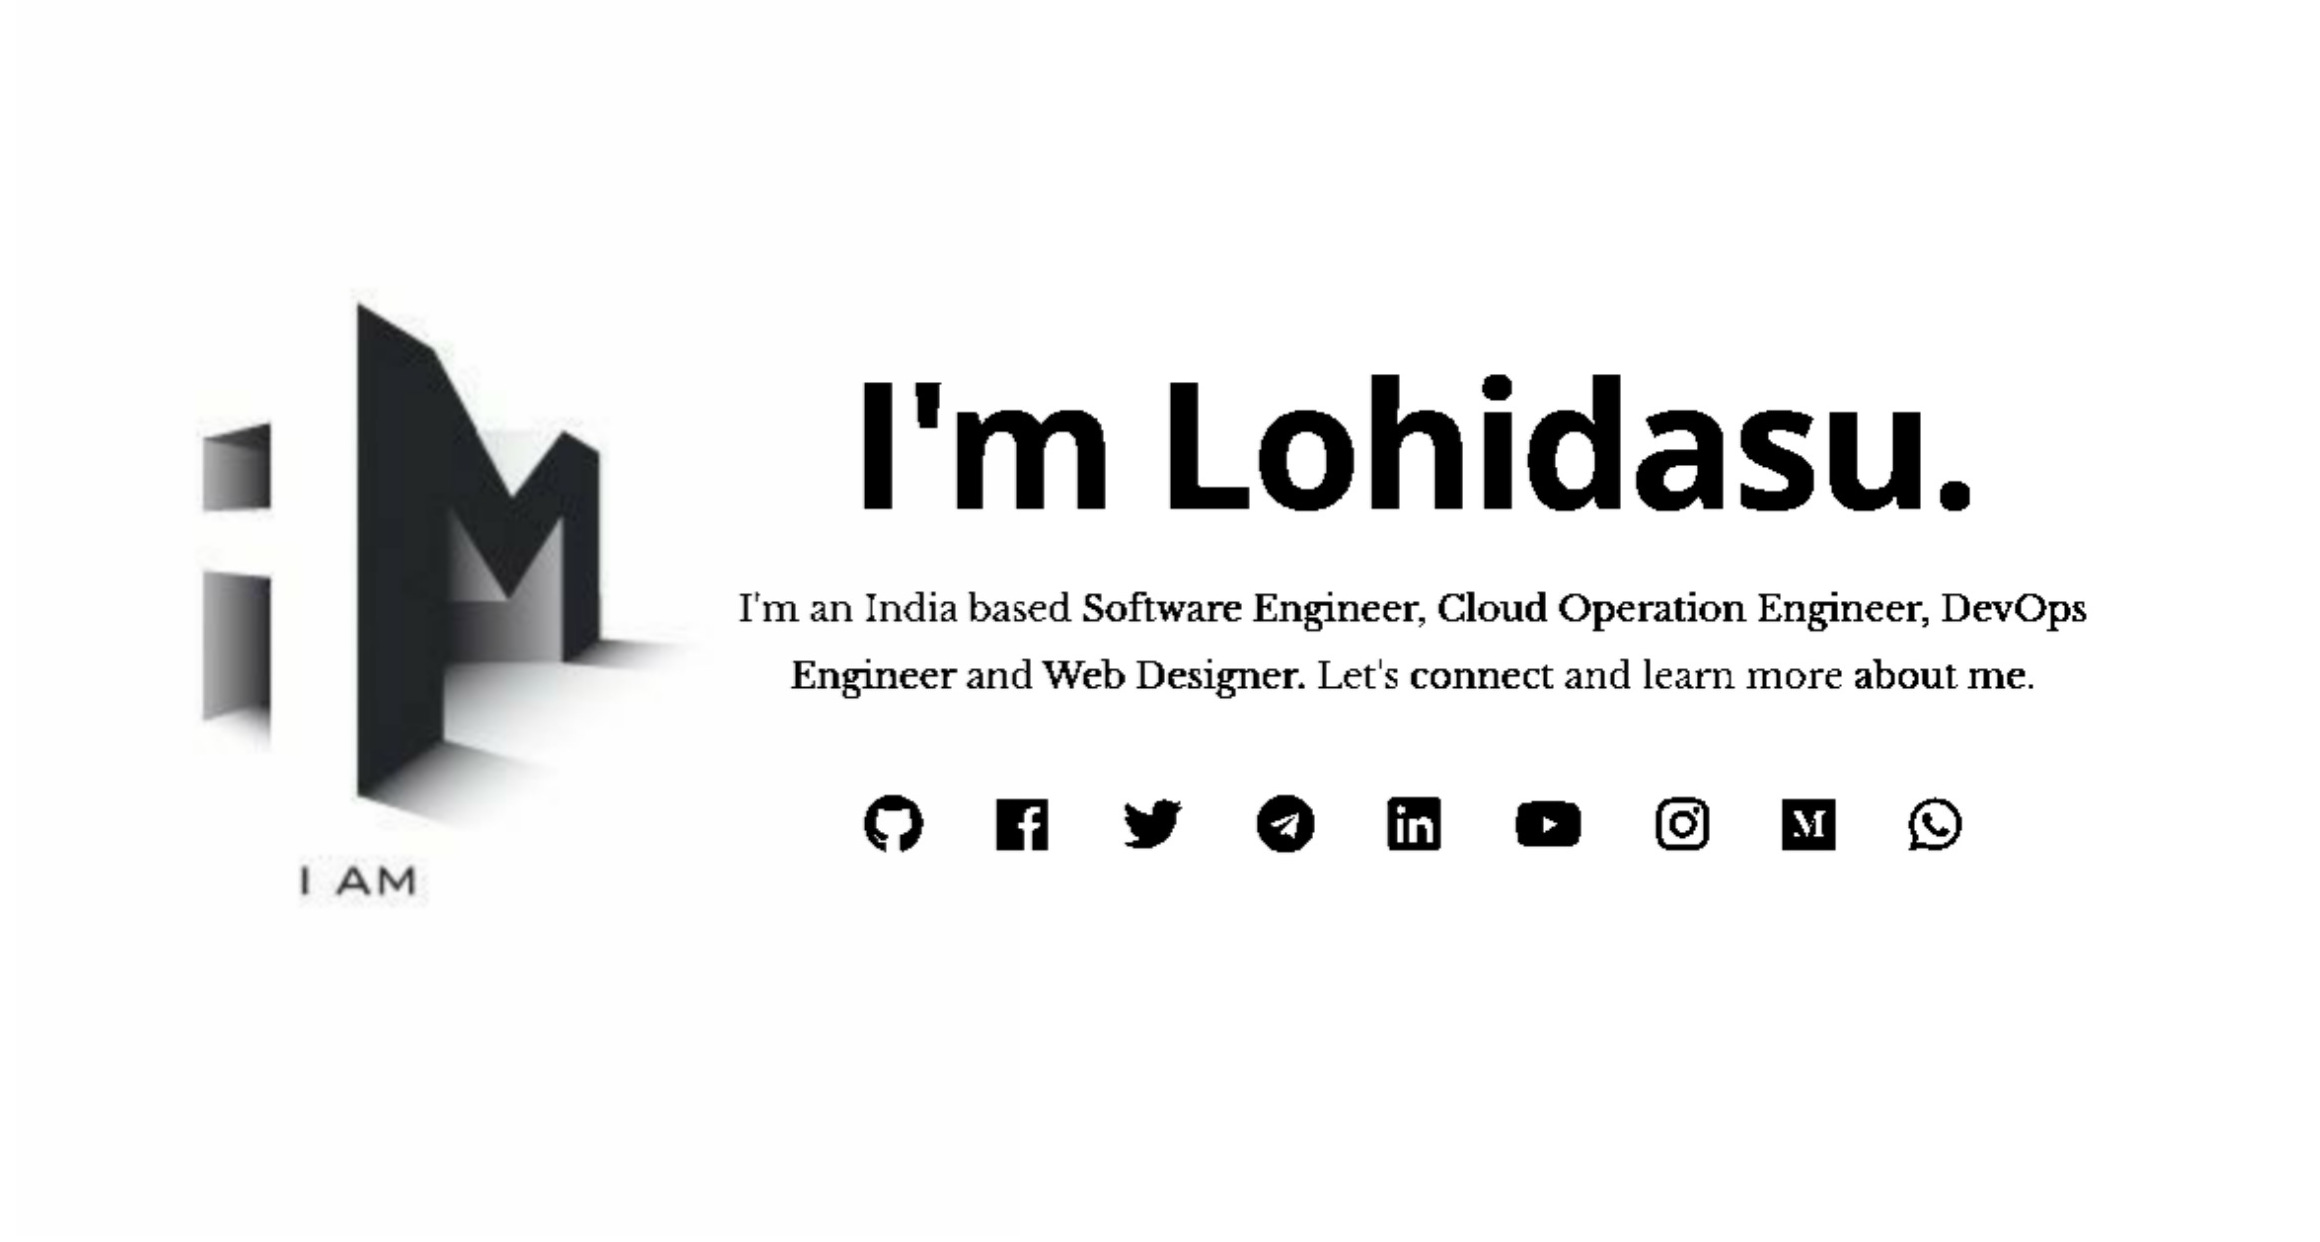 iM
I AM
I'm Lohidasu.
I'm an India based Software Engineer, Cloud Operation Engineer, DevOps
Engineer and Web Designer. Let's connect and learn more about me.